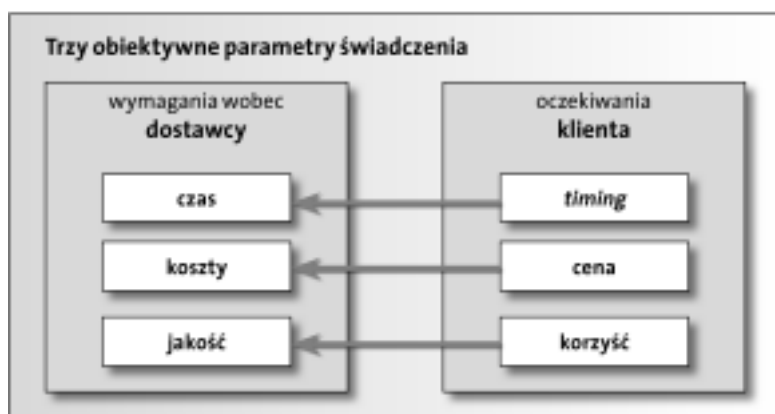 Trzy obiektywne parametry świadczenia
wymagania wobec
dostawcy
oczekiwania
klienta
czas
timing
koszty
cena
jakość
korzyść